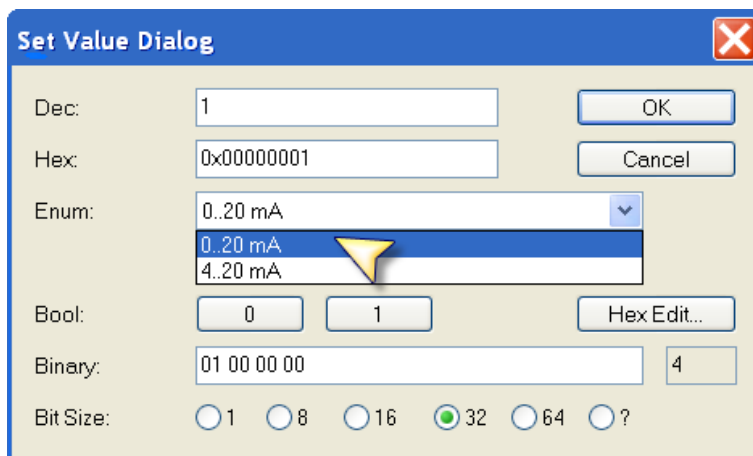 Set Value Dialog
Dec: 1 OK
Hex: 0x00000001 Cancel
Enum: 0..20 mA
0..20 mA
4..20 mA
Bool: 0 1 Hex Edit...
Binary: 01 00 00 00 4
Bit Size: 1 8 16 32 64 ?